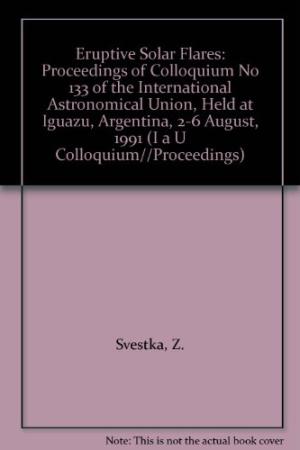 Eruptive Solar Flares:
Proceedings of Colloquium No
133 of the International
Astronomical Union, Held at
Iguazu, Argentina, 2-6 August,
1991 (I a U
Colloquium//Proceedings)
Svestka, Z.
Note: This is not the actual book cover